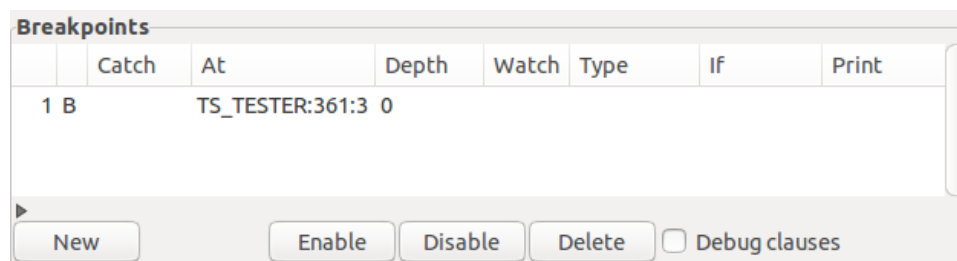 Breakpoints
Catch At Depth Watch Type If Print
1 B TS_TESTER:361:3 0
New Enable Disable Delete Debug clauses